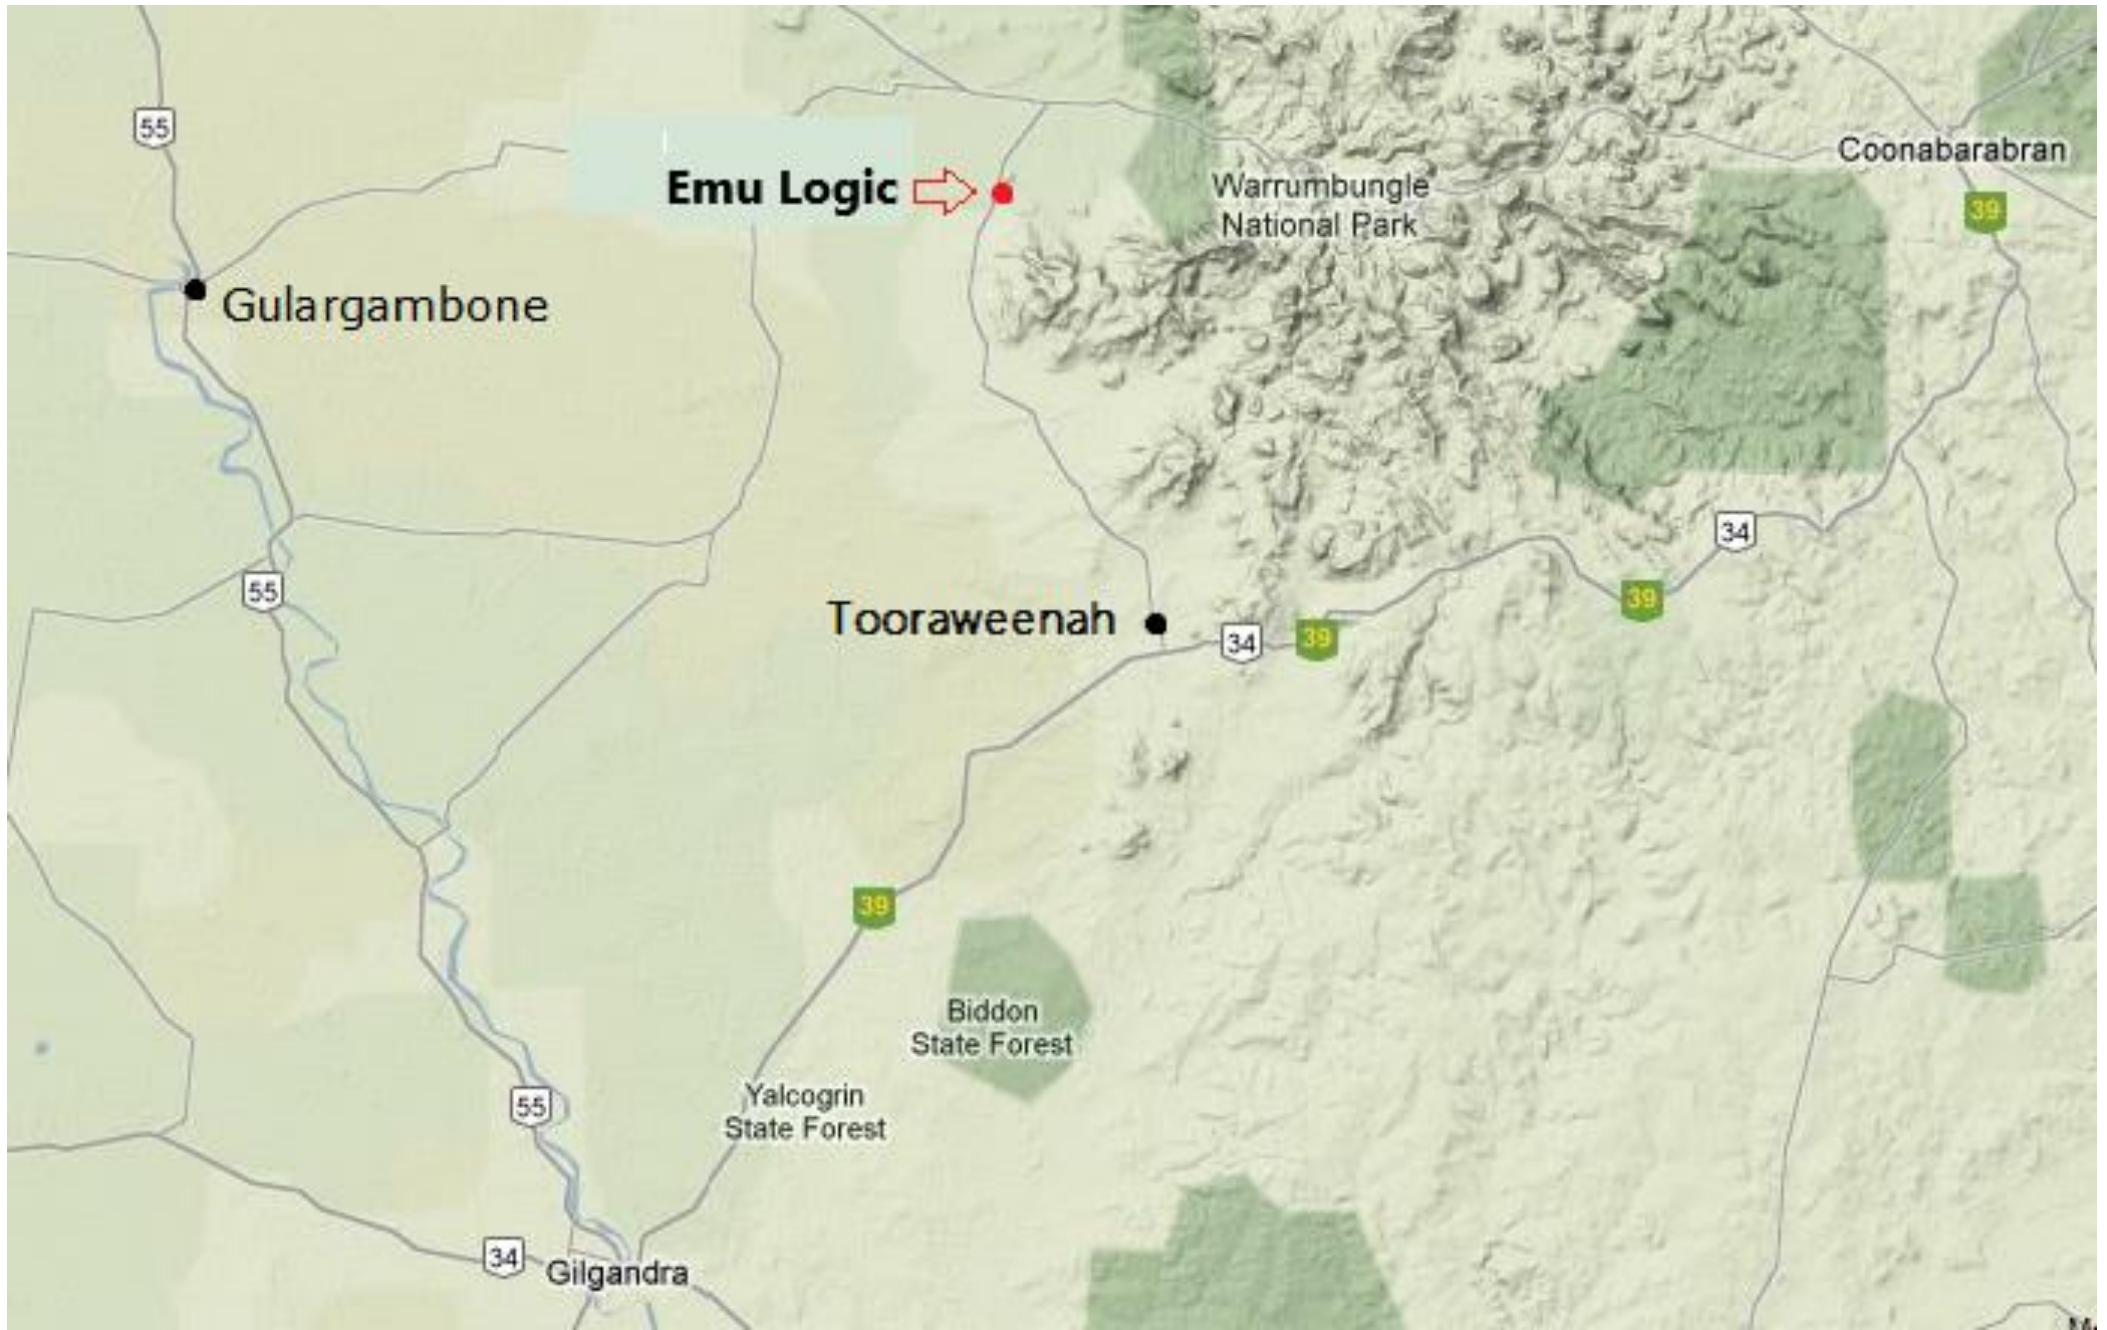 55
Coonabarabran
Emu Logic
Warrumbungle
National Park
39
Gulargambone
34
55
39
Tooraweenah
34
39
39
Biddon
State Forest
Yalcogrin
State Forest
55
34
Gilgandra